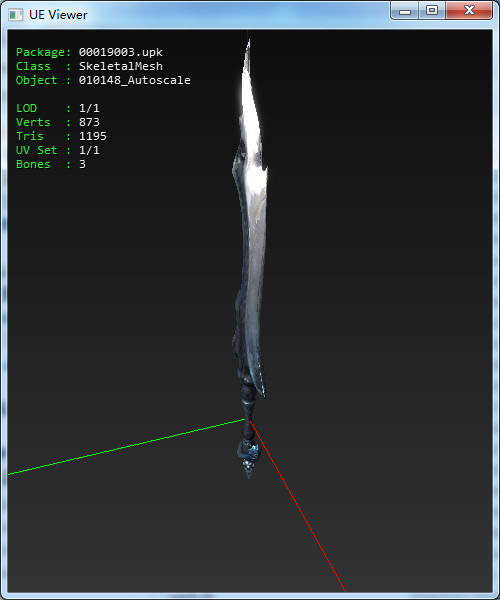 UE Viewer
Package: 00019003.upk
Class  : SkeletalMesh
Object : 010148_Autoscale
LOD    : 1/1
Verts  : 873
Tris   : 1195
UV Set : 1/1
Bones  : 3